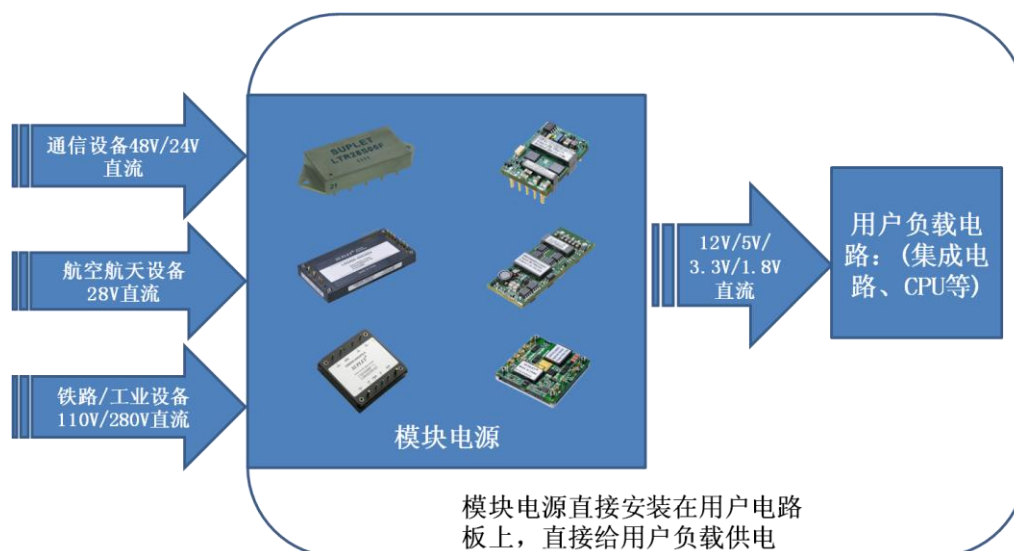 通信设备48V/24V
直流
航空航天设备
28V直流
铁路/工业设备
110V/280V直流
SUPLET
LTR28S05F
SUPLET
模块电源
12V/5V/
3.3V/1.8V
直流
用户负载电
路：(集成电
路、CPU等)
模块电源直接安装在用户电路
板上，直接给用户负载供电